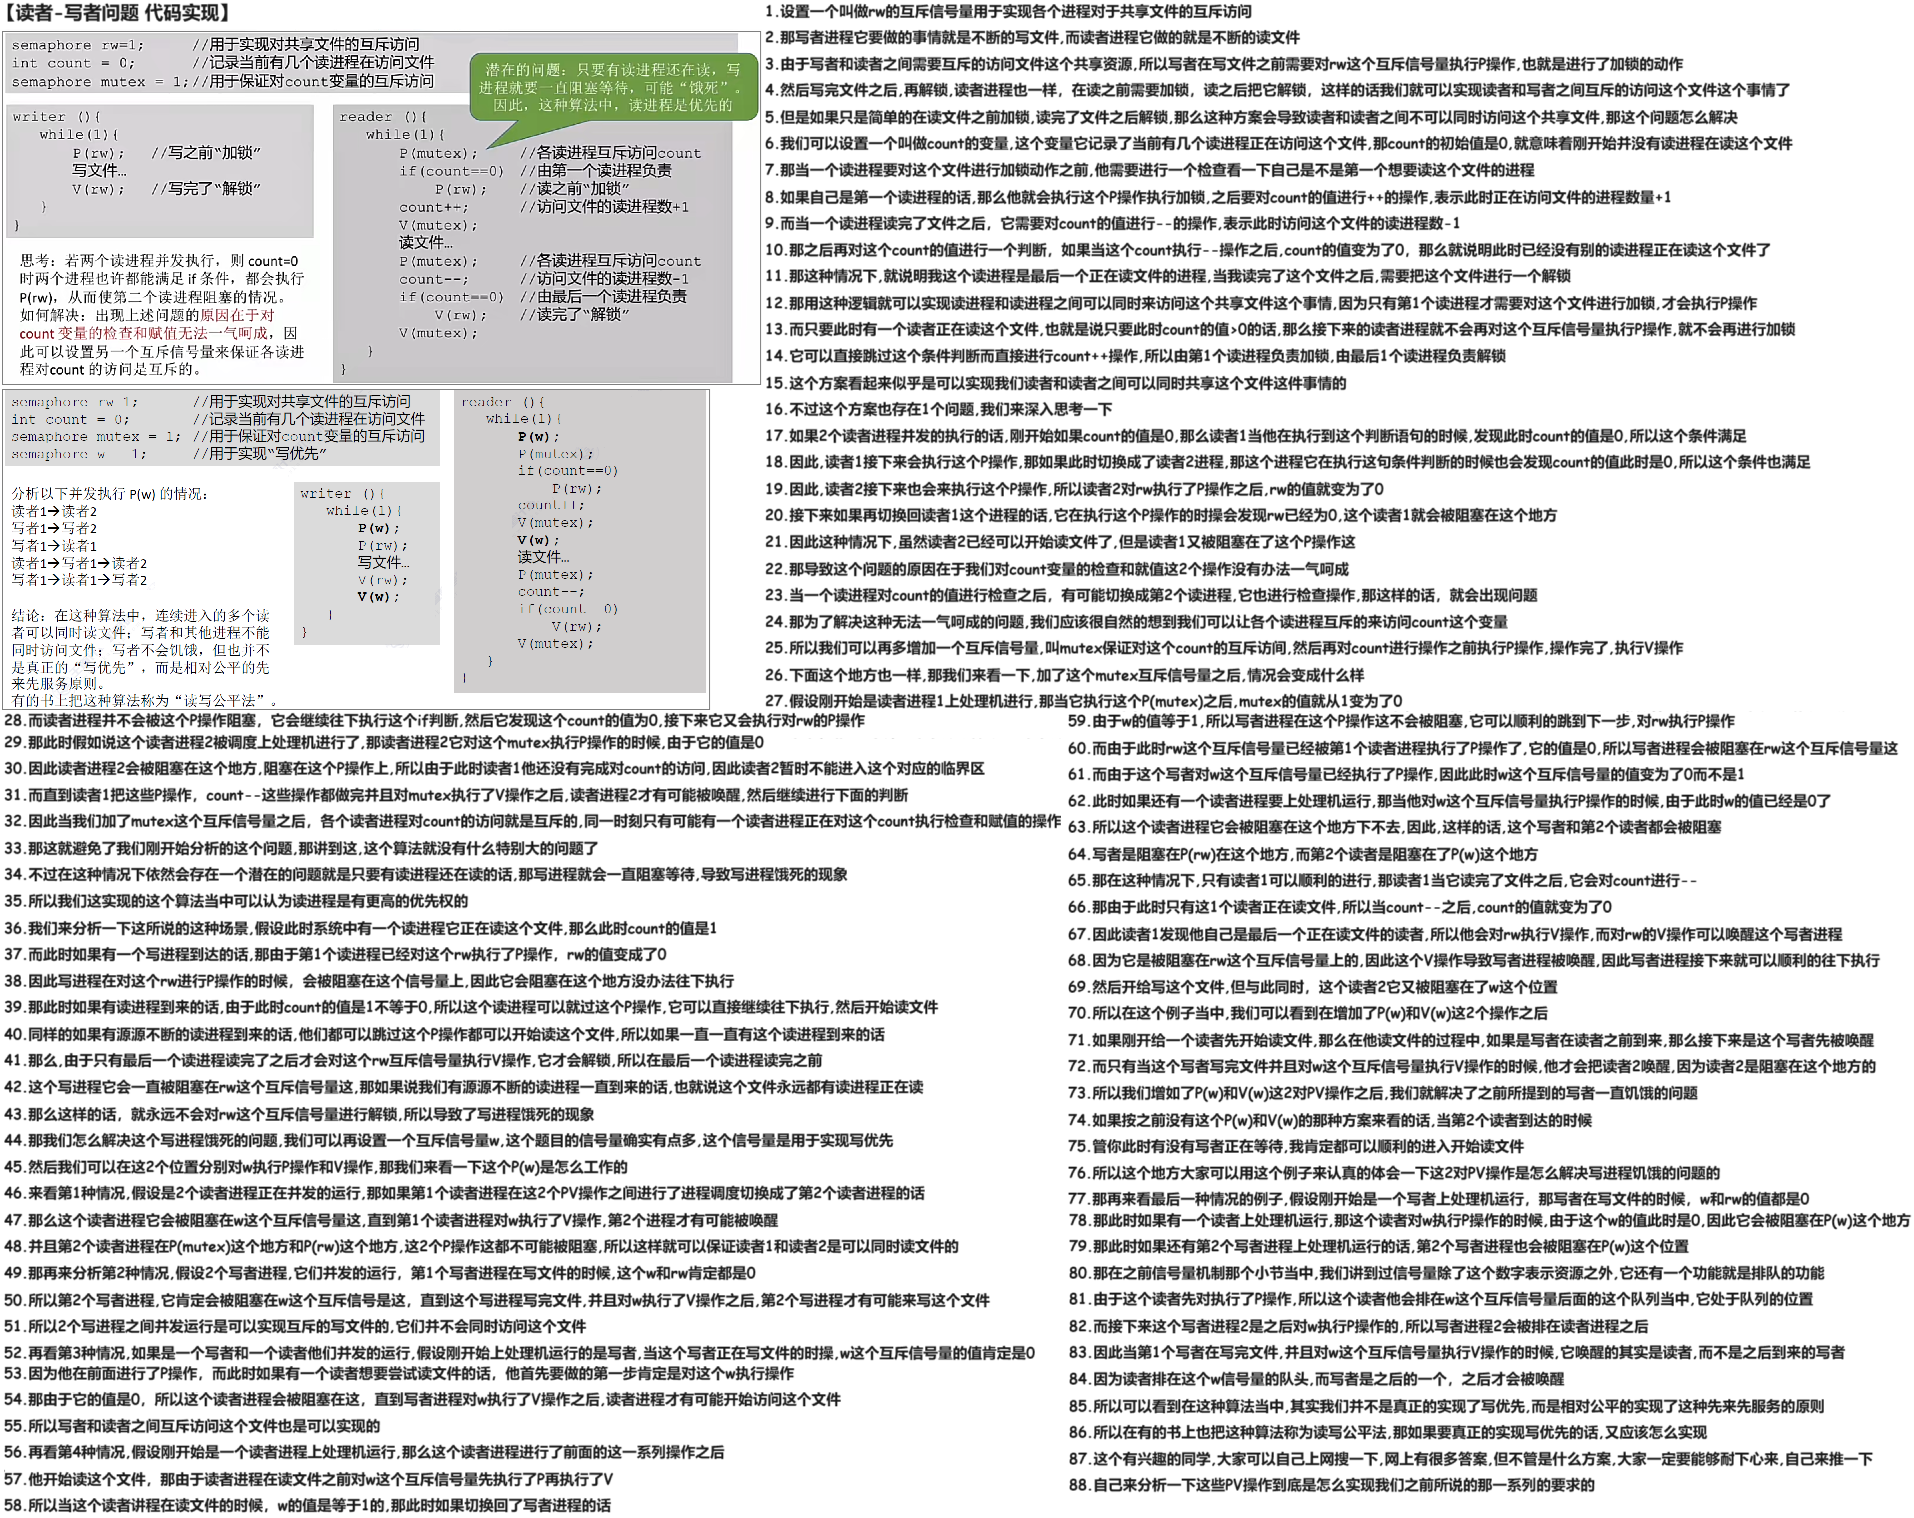 【读者-写者问题 代码实现】
semaphore rw=1; //用于实现对共享文件的互斥访问
int count = 0; //记录当前有几个读进程在访问文件
semaphore mutex = 1;//用于保证对count变量的互斥访问
潜在的问题：只要有读进程还在读，写
进程就要一直阻塞等待，可能“饿死”。
因此，这种算法中，读进程是优先的
writer (){
while(1){
P(rw); //写之前“加锁”
写文件…
V(rw); //写完了“解锁”
}
}
reader (){
while(1){
P(mutex); //各读进程互斥访问count
if(count==0) //由第一个读进程负责
P(rw); //读之前“加锁”
count++; //访问文件的读进程数+1
V(mutex);
读文件…
P(mutex); //各读进程互斥访问count
count--; //访问文件的读进程数-1
if(count==0) //由最后一个读进程负责
V(rw); //读完了“解锁”
V(mutex);
}
}
思考：若两个读进程并发执行，则 count=0
时两个进程也许都能满足 if 条件，都会执行
P(rw)，从而使第二个读进程阻塞的情况。
如何解决：出现上述问题的原因在于对
count 变量的检查和赋值无法一气呵成，因
此可以设置另一个互斥信号量来保证各读进
程对count 的访问是互斥的。
semaphore rw 1; //用于实现对共享文件的互斥访问
int count = 0; //记录当前有几个读进程在访问文件
semaphore mutex = 1; //用于保证对count变量的互斥访问
semaphore w 1; //用于实现“写优先”
分析以下并发执行 P(w) 的情况：
读者1→读者2
写者1→写者2
写者1→读者1
读者1→写者1→读者2
写者1→读者1→写者2
结论：在这种算法中，连续进入的多个读
者可以同时读文件；写者和其他进程不能
同时访问文件；写者不会饥饿，但也并不
是真正的“写优先”，而是相对公平的先
来先服务原则。
有的书上把这种算法称为“读写公平法”。
writer (){
while(1){
P(w);
P(rw);
写文件…
V(rw);
V(w);
}
}
reader (){
while(1){
P(w);
P(mutex);
if(count==0)
P(rw);
count++;
V(mutex);
V(w);
读文件…
P(mutex);
count--;
if(count 0)
V(rw);
V(mutex);
}
}
1.设置一个叫做rw的互斥信号量用于实现各个进程对于共享文件的互斥访问
2.那写者进程它要做的事情就是不断的写文件,而读者进程它做的就是不断的读文件
3.由于写者和读者之间需要互斥的访问文件这个共享资源,所以写者在写文件之前需要对rw这个互斥信号量执行P操作,也就是进行了加锁的动作
4.然后写完文件之后,再解锁,读者进程也一样，在读之前需要加锁，读之后把它解锁，这样的话我们就可以实现读者和写者之间互斥的访问这个文件这个事情了
5.但是如果只是简单的在读文件之前加锁,读完了文件之后解锁,那么这种方案会导致读者和读者之间不可以同时访问这个共享文件,那这个问题怎么解决
6.我们可以设置一个叫做count的变量,这个变量它记录了当前有几个读进程正在访问这个文件,那count的初始值是0,就意味着刚开始并没有读进程在读这个文件
7.那当一个读进程要对这个文件进行加锁动作之前,他需要进行一个检查看一下自己是不是第一个想要读这个文件的进程
8.如果自己是第一个读进程的话,那么他就会执行这个P操作执行加锁,之后要对count的值进行++的操作,表示此时正在访问文件的进程数量+1
9.而当一个读进程读完了文件之后，它需要对count的值进行--的操作,表示此时访问这个文件的读进程数-1
10.那之后再对这个count的值进行一个判断，如果当这个count执行--操作之后,count的值变为了0，那么就说明此时已经没有别的读进程正在读这个文件了
11.那这种情况下,就说明我这个读进程是最后一个正在读文件的进程,当我读完了这个文件之后,需要把这个文件进行一个解锁
12.那用这种逻辑就可以实现读进程和读进程之间可以同时来访问这个共享文件这个事情,因为只有第1个读进程才需要对这个文件进行加锁,才会执行P操作
13.而只要此时有一个读者正在读这个文件,也就是说只要此时count的值>0的话,那么接下来的读者进程就不会再对这个互斥信号量执行P操作,就不会再进行加锁
14.它可以直接跳过这个条件判断而直接进行count++操作,所以由第1个读进程负责加锁,由最后1个读进程负责解锁
15.这个方案看起来似乎是可以实现我们读者和读者之间可以同时共享这个文件这件事情的
16.不过这个方案也存在1个问题,我们来深入思考一下
17.如果2个读者进程并发的执行的话,刚开始如果count的值是0,那么读者1当他在执行到这个判断语句的时候,发现此时count的值是0,所以这个条件满足
18.因此,读者1接下来会执行这个P操作,那如果此时切换成了读者2进程,那这个进程它在执行这句条件判断的时候也会发现count的值此时是0,所以这个条件也满足
19.因此,读者2接下来也会来执行这个P操作,所以读者2对rw执行了P操作之后,rw的值就变为了0
20.接下来如果再切换回读者1这个进程的话,它在执行这个P操作的时操会发现rw已经为0,这个读者1就会被阻塞在这个地方
21.因此这种情况下,虽然读者2已经可以开始读文件了,但是读者1又被阻塞在了这个P操作这
22.那导致这个问题的原因在于我们对count变量的检查和就值这2个操作没有办法一气呵成
23.当一个读进程对count的值进行检查之后，有可能切换成第2个读进程,它也进行检查操作,那这样的话，就会出现问题
24.那为了解决这种无法一气呵成的问题,我们应该很自然的想到我们可以让各个读进程互斥的来访问count这个变量
25.所以我们可以再多增加一个互斥信号量,叫mutex保证对这个count的互斥访问,然后再对count进行操作之前执行P操作,操作完了,执行V操作
26.下面这个地方也一样,那我们来看一下,加了这个mutex互斥信号量之后,情况会变成什么样
27.假设刚开始是读者进程1上处理机进行,那当它执行这个P(mutex)之后,mutex的值就从1变为了0
28.而读者进程并不会被这个P操作阻塞，它会继续往下执行这个if判断,然后它发现这个count的值为0,接下来它又会执行对rw的P操作
29.那此时假如说这个读者进程2被调度上处理机进行了,那读者进程2它对这个mutex执行P操作的时候,由于它的值是0
30.因此读者进程2会被阻塞在这个地方,阻塞在这个P操作上,所以由于此时读者1他还没有完成对count的访问,因此读者2暂时不能进入这个对应的临界区
31.而直到读者1把这些P操作，count--这些操作都做完并且对mutex执行了V操作之后,读者进程2才有可能被唤醒,然后继续进行下面的判断
32.因此当我们加了mutex这个互斥信号量之后，各个读者进程对count的访问就是互斥的,同一时刻只有可能有一个读者进程正在对这个count执行检查和赋值的操作
33.那这就避免了我们刚开始分析的这个问题,那讲到这,这个算法就没有什么特别大的问题了
34.不过在这种情况下依然会存在一个潜在的问题就是只要有读进程还在读的话,那写进程就会一直阻塞等待,导致写进程饿死的现象
35.所以我们这实现的这个算法当中可以认为读进程是有更高的优先权的
36.我们来分析一下这所说的这种场景,假设此时系统中有一个读进程它正在读这个文件,那么此时count的值是1
37.而此时如果有一个写进程到达的话,那由于第1个读进程已经对这个rw执行了P操作，rw的值变成了0
38.因此写进程在对这个rw进行P操作的时候，会被阻塞在这个信号量上,因此它会阻塞在这个地方没办法往下执行
39.那此时如果有读进程到来的话,由于此时count的值是1不等于0,所以这个读进程可以就过这个P操作,它可以直接继续往下执行,然后开始读文件
40.同样的如果有源源不断的读进程到来的话,他们都可以跳过这个P操作都可以开始读这个文件,所以如果一直一直有这个读进程到来的话
41.那么,由于只有最后一个读进程读完了之后才会对这个rw互斥信号量执行V操作,它才会解锁,所以在最后一个读进程读完之前
42.这个写进程它会一直被阻塞在rw这个互斥信号量这,那如果说我们有源源不断的读进程一直到来的话,也就说这个文件永远都有读进程正在读
43.那么这样的话，就永远不会对rw这个互斥信号量进行解锁,所以导致了写进程饿死的现象
44.那我们怎么解决这个写进程饿死的问题,我们可以再设置一个互斥信号量w,这个题目的信号量确实有点多,这个信号量是用于实现写优先
45.然后我们可以在这2个位置分别对w执行P操作和V操作,那我们来看一下这个P(w)是怎么工作的
46.来看第1种情况,假设是2个读者进程正在并发的运行,那如果第1个读者进程在这2个PV操作之间进行了进程调度切换成了第2个读者进程的话
47.那么这个读者进程它会被阻塞在w这个互斥信号量这,直到第1个读者进程对w执行了V操作,第2个进程才有可能被唤醒
48.并且第2个读者进程在P(mutex)这个地方和P(rw)这个地方,这2个P操作这都不可能被阻塞,所以这样就可以保证读者1和读者2是可以同时读文件的
49.那再来分析第2种情况,假设2个写者进程,它们并发的运行，第1个写者进程在写文件的时候,这个w和rw肯定都是0
50.所以第2个写者进程,它肯定会被阻塞在w这个互斥信号是这，直到这个写进程写完文件,并且对w执行了V操作之后,第2个写进程才有可能来写这个文件
51.所以2个写进程之间并发运行是可以实现互斥的写文件的,它们并不会同时访问这个文件
52.再看第3种情况,如果是一个写者和一个读者他们并发的运行,假设刚开始上处理机运行的是写者,当这个写者正在写文件的时操,w这个互斥信号量的值肯定是0
53.因为他在前面进行了P操作，而此时如果有一个读者想要尝试读文件的话，他首先要做的第一步肯定是对这个w执行操作
54.那由于它的值是0，所以这个读者进程会被阻塞在这，直到写者进程对w执行了V操作之后,读者进程才有可能开始访问这个文件
55.所以写者和读者之间互斥访问这个文件也是可以实现的
56.再看第4种情况,假设刚开始是一个读者进程上处理机运行,那么这个读者进程进行了前面的这一系列操作之后
57.他开始读这个文件，那由于读者进程在读文件之前对w这个互斥信号量先执行了P再执行了V
58.所以当这个读者讲程在读文件的时候，w的值是等于1的,那此时如果切换回了写者进程的话
59.由于w的值等于1,所以写者进程在这个P操作这不会被阻塞,它可以顺利的跳到下一步,对rw执行P操作
60.而由于此时rw这个互斥信号量已经被第1个读者进程执行了P操作了,它的值是0,所以写者进程会被阻塞在rw这个互斥信号量这
61.而由于这个写者对w这个互斥信号量已经执行了P操作,因此此时w这个互斥信号量的值变为了0而不是1
62.此时如果还有一个读者进程要上处理机运行,那当他对w这个互斥信号量执行P操作的时候,由于此时w的值已经是0了
63.所以这个读者进程它会被阻塞在这个地方下不去,因此,这样的话,这个写者和第2个读者都会被阻塞
64.写者是阻塞在P(rw)在这个地方,而第2个读者是阻塞在了P(w)这个地方
65.那在这种情况下,只有读者1可以顺利的进行,那读者1当它读完了文件之后,它会对count进行--
66.那由于此时只有这1个读者正在读文件,所以当count--之后,count的值就变为了0
67.因此读者1发现他自己是最后一个正在读文件的读者,所以他会对rw执行V操作,而对rw的V操作可以唤醒这个写者进程
68.因为它是被阻塞在rw这个互斥信号量上的,因此这个V操作导致写者进程被唤醒,因此写者进程接下来就可以顺利的往下执行
69.然后开给写这个文件,但与此同时，这个读者2它又被阻塞在了w这个位置
70.所以在这个例子当中,我们可以看到在增加了P(w)和V(w)这2个操作之后
71.如果刚开给一个读者先开始读文件,那么在他读文件的过程中,如果是写者在读者之前到来,那么接下来是这个写者先被唤醒
72.而只有当这个写者写完文件并且对w这个互斥信号量执行V操作的时候,他才会把读者2唤醒,因为读者2是阻塞在这个地方的
73.所以我们增如了P(w)和V(w)这2对PV操作之后,我们就解决了之前所提到的写者一直饥饿的问题
74.如果按之前没有这个P(w)和V(w)的那种方案来看的话,当第2个读者到达的时候
75.管你此时有没有写者正在等待,我肯定都可以顺利的进入开始读文件
76.所以这个地方大家可以用这个例子来认真的体会一下这2对PV操作是怎么解决写进程饥饿的问题的
77.那再来看最后一种情况的例子,假设刚开始是一个写者上处理机运行，那写者在写文件的时候，w和rw的值都是0
78.那此时如果有一个读者上处理机运行,那这个读者对w执行P操作的时候,由于这个w的值此时是0,因此它会被阻塞在P(w)这个地方
79.那此时如果还有第2个写者进程上处理机运行的话,第2个写者进程也会被阻塞在P(w)这个位置
80.那在之前信号量机制那个小节当中,我们讲到过信号量除了这个数字表示资源之外,它还有一个功能就是排队的功能
81.由于这个读者先对执行了P操作,所以这个读者他会排在w这个互斥信号量后面的这个队列当中,它处于队列的位置
82.而接下来这个写者进程2是之后对w执行P操作的,所以写者进程2会被排在读者进程之后
83.因此当第1个写者在写完文件,并且对w这个互斥信号量执行V操作的时候,它唤醒的其实是读者,而不是之后到来的写者
84.因为读者排在这个w信号量的队头,而写者是之后的一个，之后才会被唤醒
85.所以可以看到在这种算法当中,其实我们并不是真正的实现了写优先,而是相对公平的实现了这种先来先服务的原则
86.所以在有的书上也把这种算法称为读写公平法,那如果要真正的实现写优先的话,又应该怎么实现
87.这个有兴趣的同学,大家可以自己上网搜一下,网上有很多答案,但不管是什么方案,大家一定要能够耐下心来,自己来推一下
88.自己来分析一下这些PV操作到底是怎么实现我们之前所说的那一系列的要求的